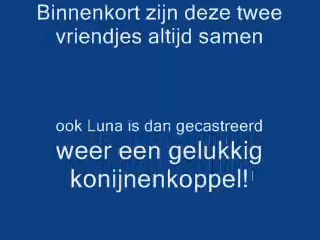 Binnenkort zijn deze twee
vriendjes altijd samen
ook Luna is dan gecastreerd
weer een gelukkig
konijnenkoppel!